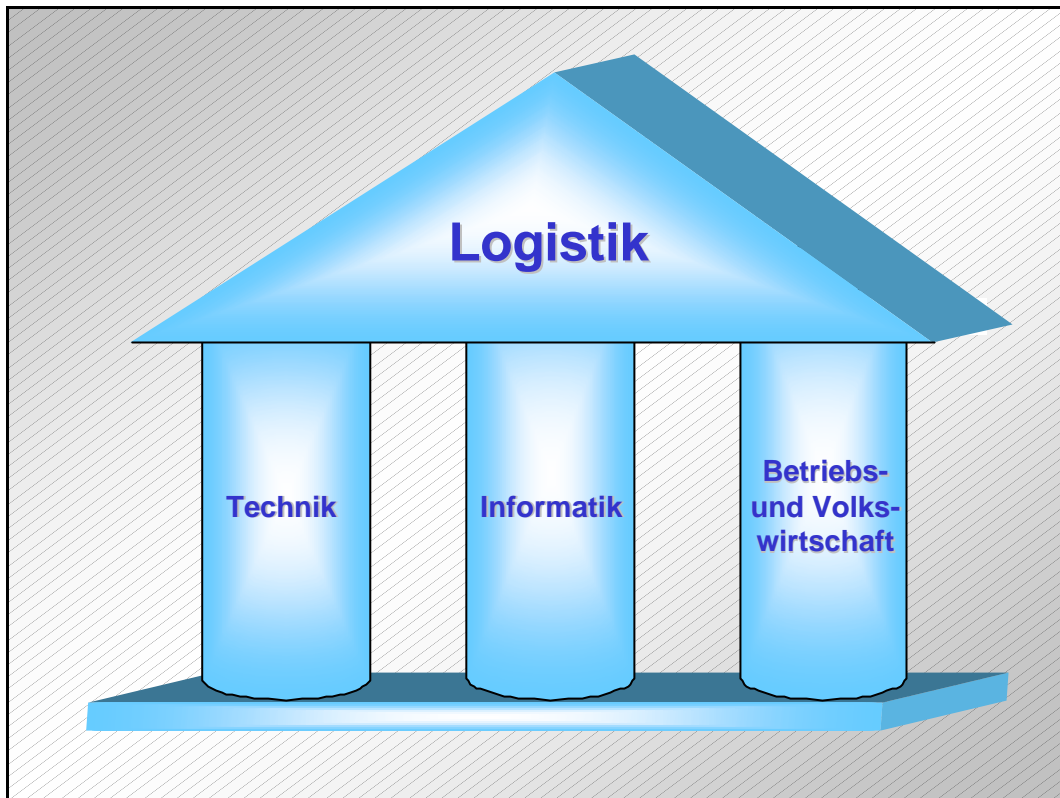 Logistik
Technik
Informatik
Betriebs-
und Volks-
wirtschaft